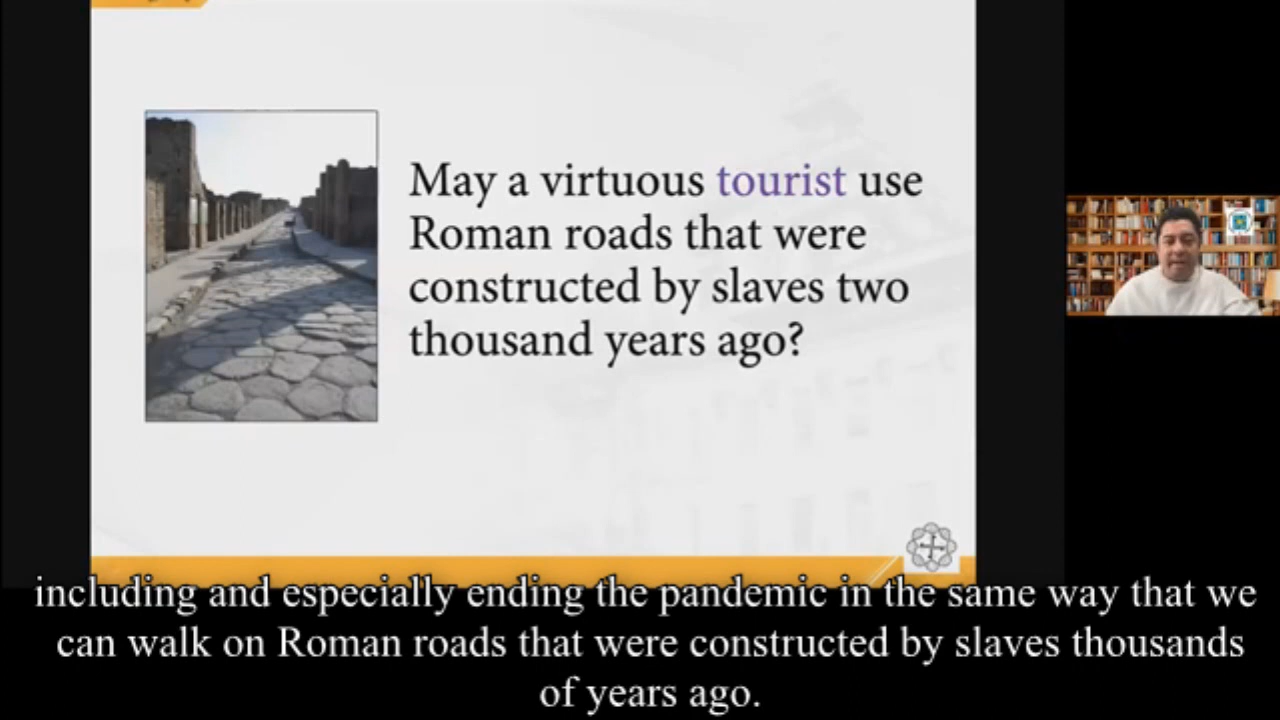 May a virtuous tourist use
Roman roads that were
constructed by slaves two
thousand years ago?
including and especially ending the pandemic in the same way that we
can walk on Roman roads that were constructed by slaves thousands
of years ago.